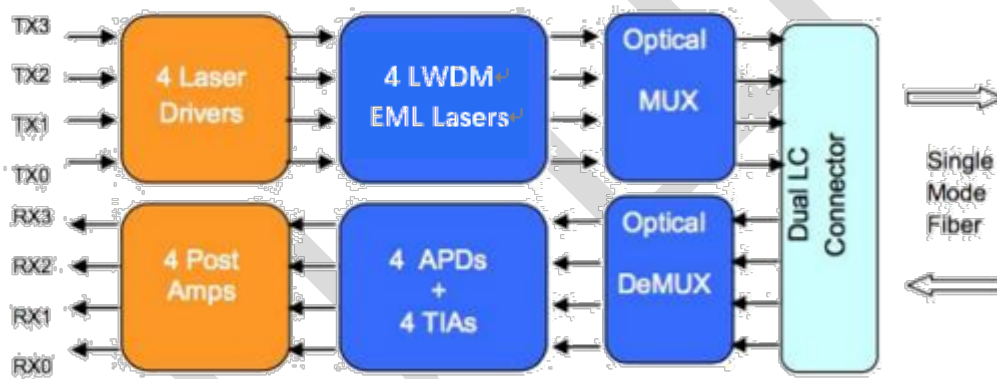 TX3
TX2
TX1
TX0
4 Laser
Drivers
4 LWDM↵
EML Lasers↵
Optical
MUX
RX3
RX2
RX1
RX0
4 Post
Amps
4 APDs
+
4 TIAs
Optical
DeMUX
Dual LC
Connector
Single
Mode
Fiber